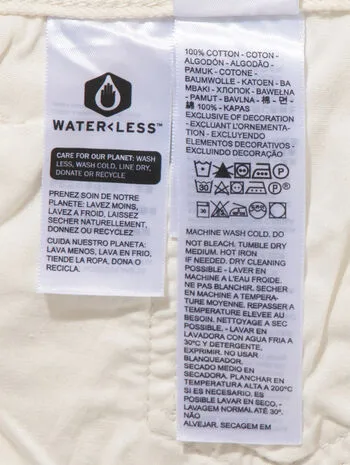 WATER<LESS™
CARE FOR OUR PLANET: WASH
LESS, WASH COLD, LINE DRY,
DONATE OR RECYCLE
PRENEZ SOIN DE NOTRE
PLANETE: LAVEZ MOINS,
LAVEZ A FROID, LAISSEZ
SECHER NATURELLEMENT,
DONNEZ OU RECYCLEZ
CUIDA NUESTRO PLANETA:
LAVA MENOS, LAVA EN FRIO,
TIENDE LA ROPA, DONA O
RECICLA.
100% COTTON - COTON -
ALGODÓN - ALGODÃO -
PAMUK - COTONE -
BAUMWOLLE - KATOEN - BA
MBAKI - ХЛОПОК - BAWEŁNA
- PAMUT - BAVLNA - 棉 - 면 -
КАПАС
EXCLUSIVE OF DECORATION
- EXCLUANT L'ORNEMENTA-
TION - EXCLUYENDO
ELEMENTOS DECORATIVOS -
EXCLUINDO DECORAÇÃO
30
MACHINE WASH COLD. DO
NOT BLEACH. TUMBLE DRY
MEDIUM. HOT IRON
IF NEEDED. DRY CLEANING
POSSIBLE - LAVER EN
MACHINE A L'EAU FROIDE.
NE PAS BLANCHIR. SECHER
EN MACHINE A TEMPERA-
TURE MOYENNE. REPASSER A
TEMPERATURE ELEVEE AU
BESOIN. NETTOYAGE A SEC
POSSIBLE - LAVAR EN
LAVADORA CON AGUA FRIA A
30ºC Y DETERGENTE,
EXPRIMIR. NO USAR
BLANQUEADOR.
SECADO MEDIO EN
SECADORA. PLANCHAR EN
TEMPERATURA ALTA A 200°C
SI ES NECESARIO. ES
POSIBLE LAVAR EN SECO. -
LAVAGEM NORMAL ATÉ 30º.
NÃO
ALVEJAR. SECAGEM EM